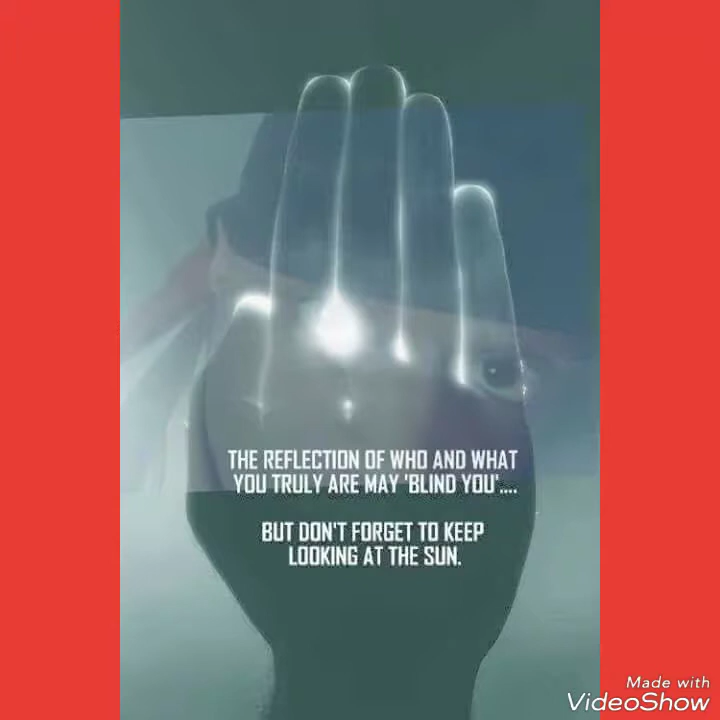 THE REFLECTION OF WHO AND WHAT
YOU TRULY ARE MAY 'BLIND YOU'....
BUT DON'T FORGET TO KEEP
LOOKING AT THE SUN.
Made with
VideoShow